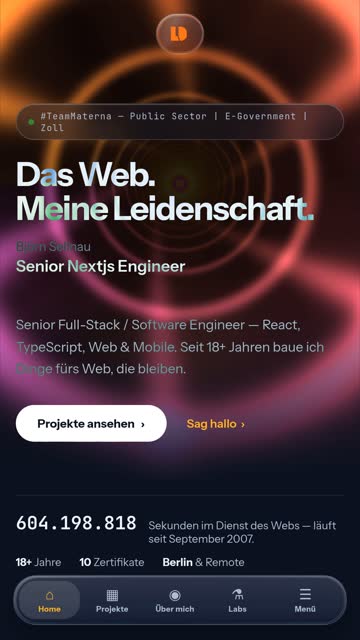 #TeamMaterna — Public Sector | E-Government |
Zoll
Das Web.
Meine Leidenschaft.
Senior Nextjs Engineer
Senior Full-Stack / Software Engineer — React,
TypeScript, Web & Mobile. Seit 18+ Jahren baue ich
Dinge fürs Web, die bleiben.
Projekte ansehen ›
Sag hallo ›
604.198.818
Sekunden im Dienst des Webs — läuft
seit September 2007.
18+ Jahre 10 Zertifikate Berlin & Remote
Home Projekte Über mich Labs Menü